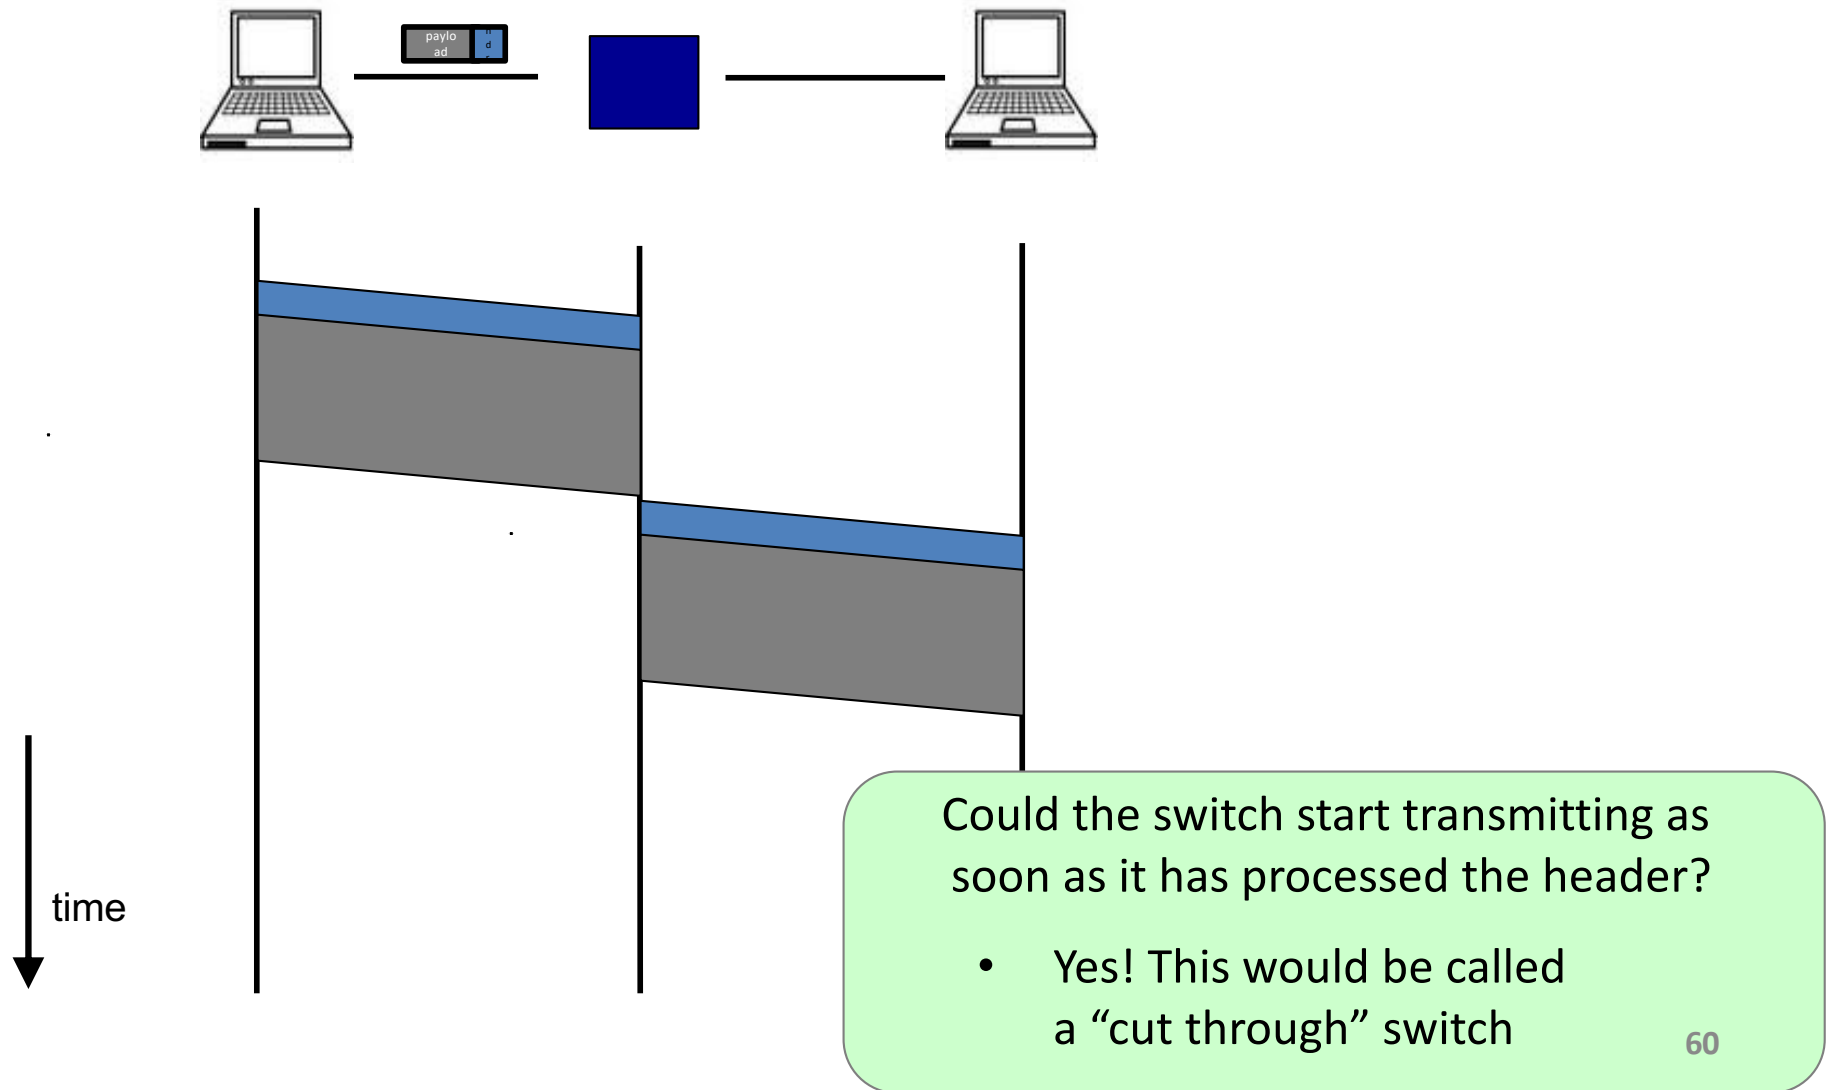 paylo
ad
time
Could the switch start transmitting as
soon as it has processed the header?
• Yes! This would be called
a “cut through” switch
60